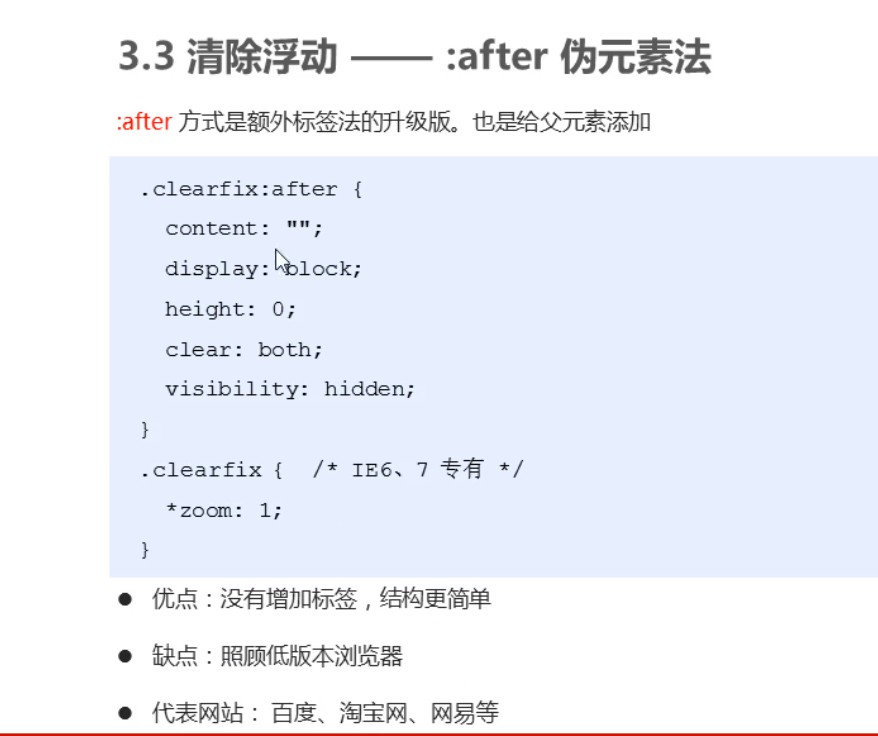 3.3 清除浮动 —— :after 伪元素法
:after 方式是额外标签法的升级版。也是给父元素添加
.clearfix:after {
content: "";
display: block;
height: 0;
clear: both;
visibility: hidden;
}
.clearfix { /* IE6、7 专有 */
*zoom: 1;
}
● 优点：没有增加标签，结构更简单
● 缺点：照顾低版本浏览器
● 代表网站： 百度、淘宝网、网易等